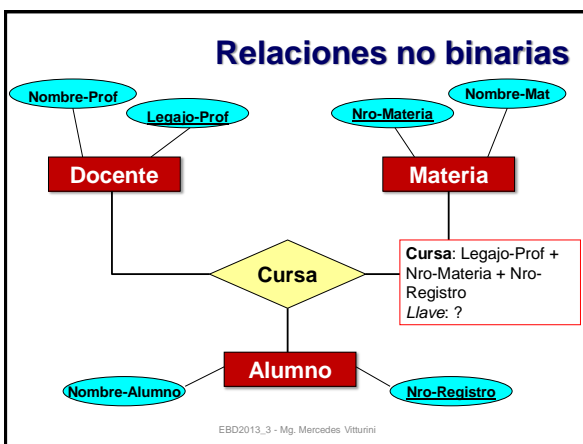 Relaciones no binarias
Nombre-Prof
Legajo-Prof
Nombre-Mat
Nro-Materia
Docente
Materia
Cursa
Cursa: Legajo-Prof +
Nro-Materia + Nro-
Registro
Llave: ?
Alumno
Nombre-Alumno
Nro-Registro
EBD2013_3 - Mg. Mercedes Vitturini